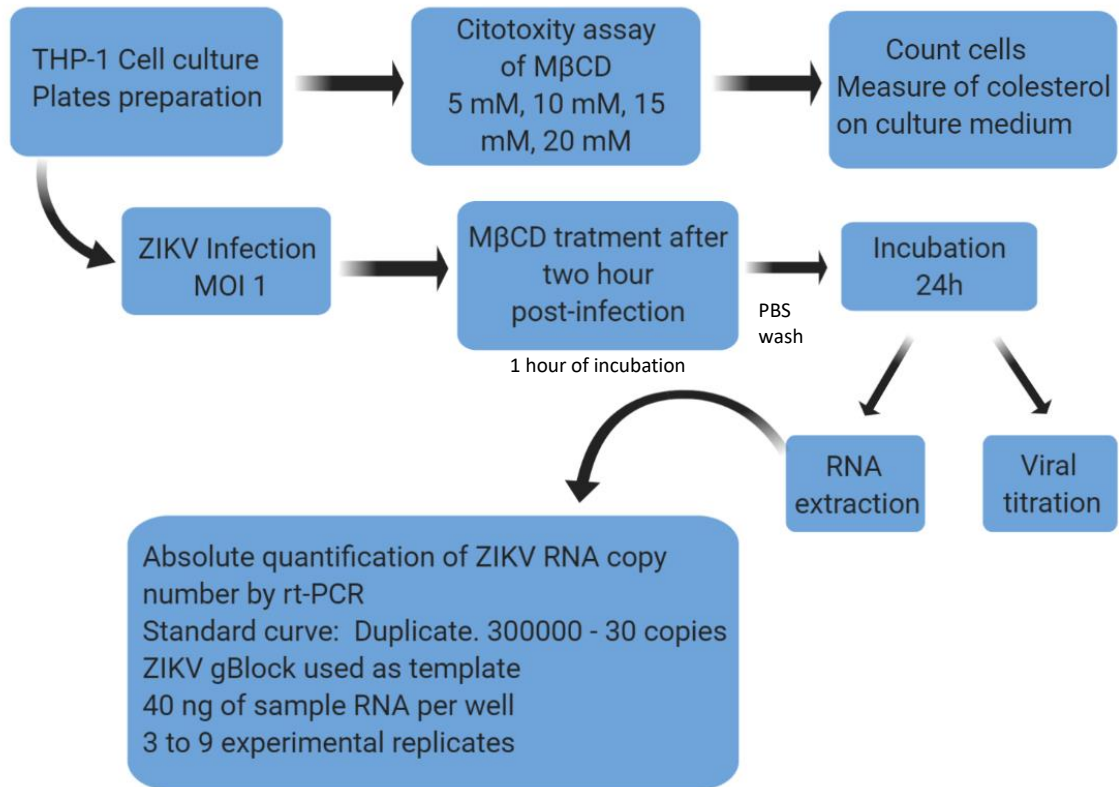 THP-1 Cell culture
Plates preparation
Citotoxity assay
of MβCD
5 mM, 10 mM, 15
mM, 20 mM
Count cells
Measure of colesterol
on culture medium
ZIKV Infection
MOI 1
MβCD tratment after
two hour
post-infection
1 hour of incubation
PBS
wash
Incubation
24h
RNA
extraction
Viral
titration
Absolute quantification of ZIKV RNA copy
number by rt-PCR
Standard curve: Duplicate. 300000 - 30 copies
ZIKV gBlock used as template
40 ng of sample RNA per well
3 to 9 experimental replicates